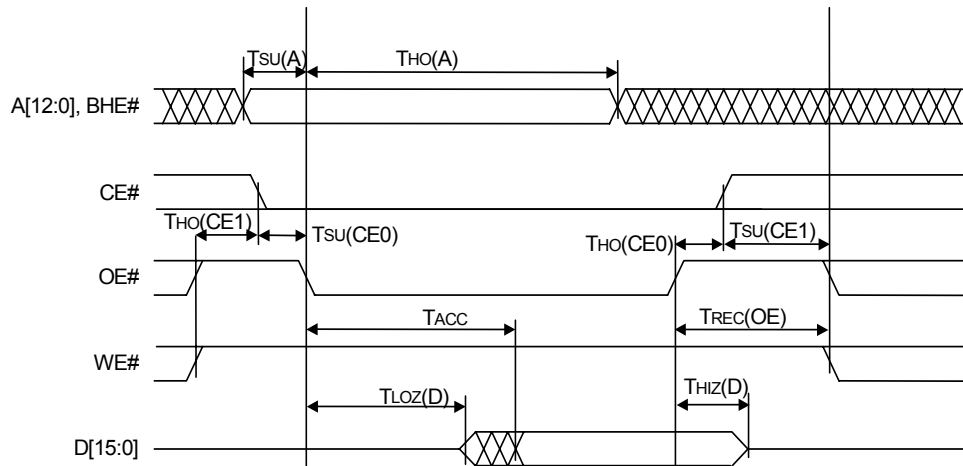 TSU(A) THO(A)
A[12:0], BHE#
CE#
THO(CE1) TSU(CE0) THO(CE0) TSU(CE1)
OE#
TACC TREC(OE)
WE#
TLOZ(D) THIZ(D)
D[15:0]